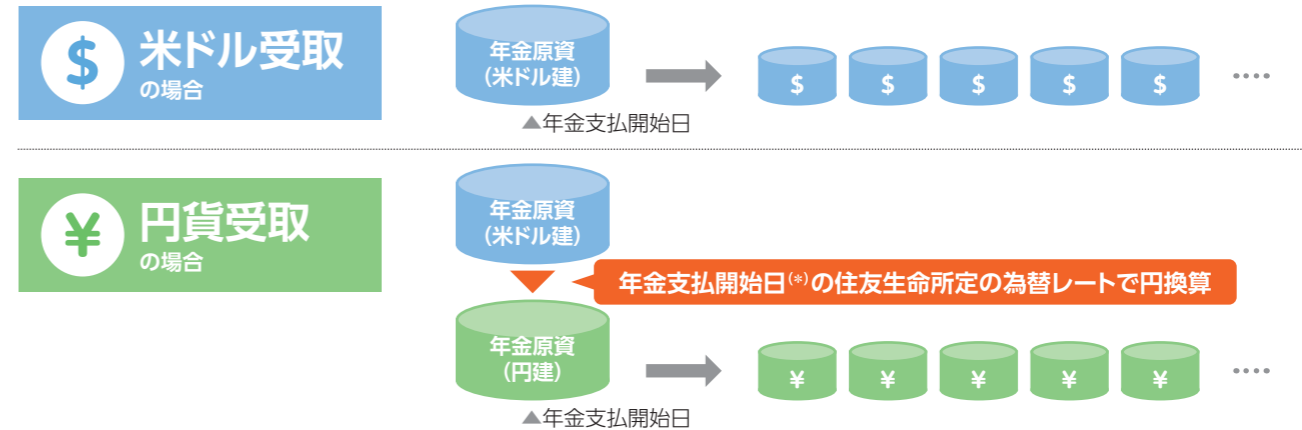 $
米ドル受取
の場合
年金原資
(米ドル建)
$ $ $ $ $ ····
▲年金支払開始日
¥
円貨受取
の場合
年金原資
(米ドル建)
年金支払開始日(*)の住友生命所定の為替レートで円換算
年金原資
(円建)
¥ ¥ ¥ ¥ ¥ ····
▲年金支払開始日